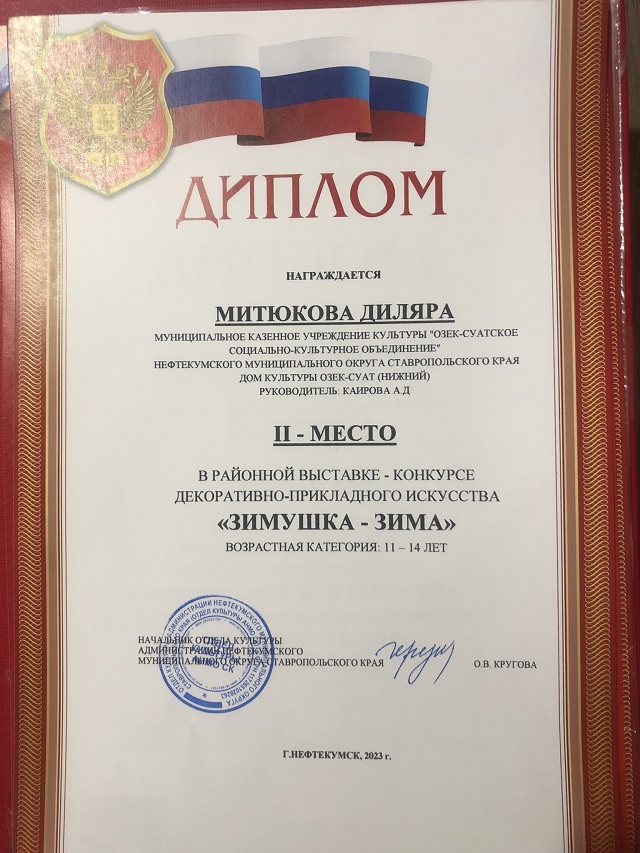 ДИПЛОМ
НАГРАЖДАЕТСЯ
МИТЮКОВА ДИЛЯРА
МУНИЦИПАЛЬНОЕ КАЗЕННОЕ УЧРЕЖДЕНИЕ КУЛЬТУРЫ "ОЗЕК-СУАТСКОЕ
СОЦИАЛЬНО-КУЛЬТУРНОЕ ОБЪЕДИНЕНИЕ"
НЕФТЕКУМСКОГО МУНИЦИПАЛЬНОГО ОКРУГА СТАВРОПОЛЬСКОГО КРАЯ
ДОМ КУЛЬТУРЫ ОЗЕК-СУАТ (НИЖНИЙ)
РУКОВОДИТЕЛЬ: КАИРОВА А.Д
II - МЕСТО
В РАЙОННОЙ ВЫСТАВКЕ - КОНКУРСЕ
ДЕКОРАТИВНО-ПРИКЛАДНОГО ИСКУССТВА
«ЗИМУШКА - ЗИМА»
ВОЗРАСТНАЯ КАТЕГОРИЯ: 11 – 14 ЛЕТ
НАЧАЛЬНИК ОТДЕЛА КУЛЬТУРЫ
АДМИНИСТРАЦИИ НЕФТЕКУМСКОГО
МУНИЦИПАЛЬНОГО ОКРУГА СТАВРОПОЛЬСКОГО КРАЯ
О.В. КРУГОВА
Г.НЕФТЕКУМСК, 2023 г.